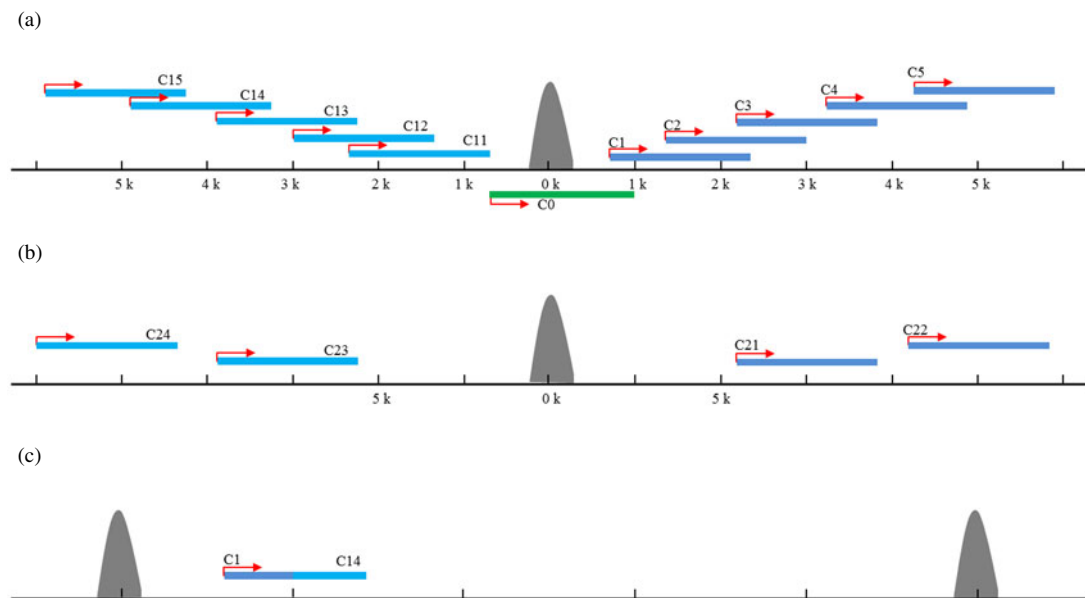 (a)
C15 C14 C13 C12 C11 C1 C2 C3 C4 C5
5 k 4 k 3 k 2 k 1 k 0 k 1 k 2 k 3 k 4 k 5 k
C0
(b)
C24 C23 C21 C22
5 k 0 k 5 k
(c)
C1 C14